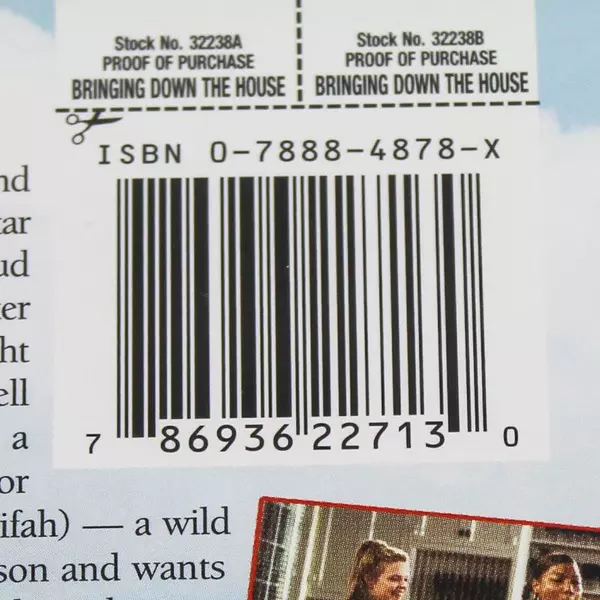 Stock No. 32238A
PROOF OF PURCHASE
BRINGING DOWN THE HOUSE
Stock No. 32238B
PROOF OF PURCHASE
BRINGING DOWN THE HOUSE
ISBN 0-7888-4878-X
7 86936 22713 0
nd
tar
ud
ter
ht
ell
a
or
ifah) — a wild
son and wants